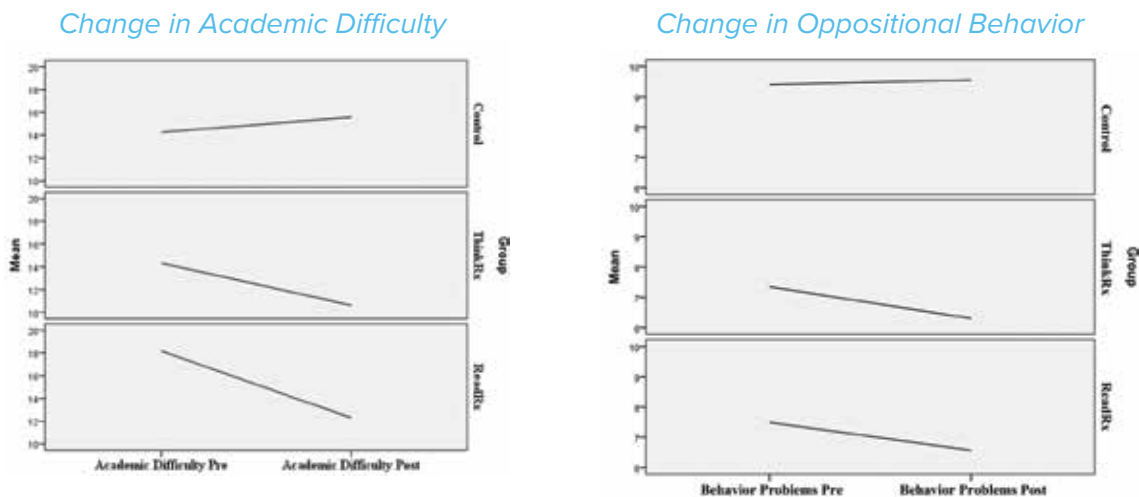 Change in Academic Difficulty
20
18
16
14
12
10
Control
20
18
16
14
12
10
ThinkRx
20
18
16
14
12
10
ReadRx
Mean
Group
Academic Difficulty Pre
Academic Difficulty Post
Change in Oppositional Behavior
10
9
8
7
6
Control
10
9
8
7
6
ThinkRx
10
9
8
7
6
ReadRx
Mean
Group
Behavior Problems Pre
Behavior Problems Post